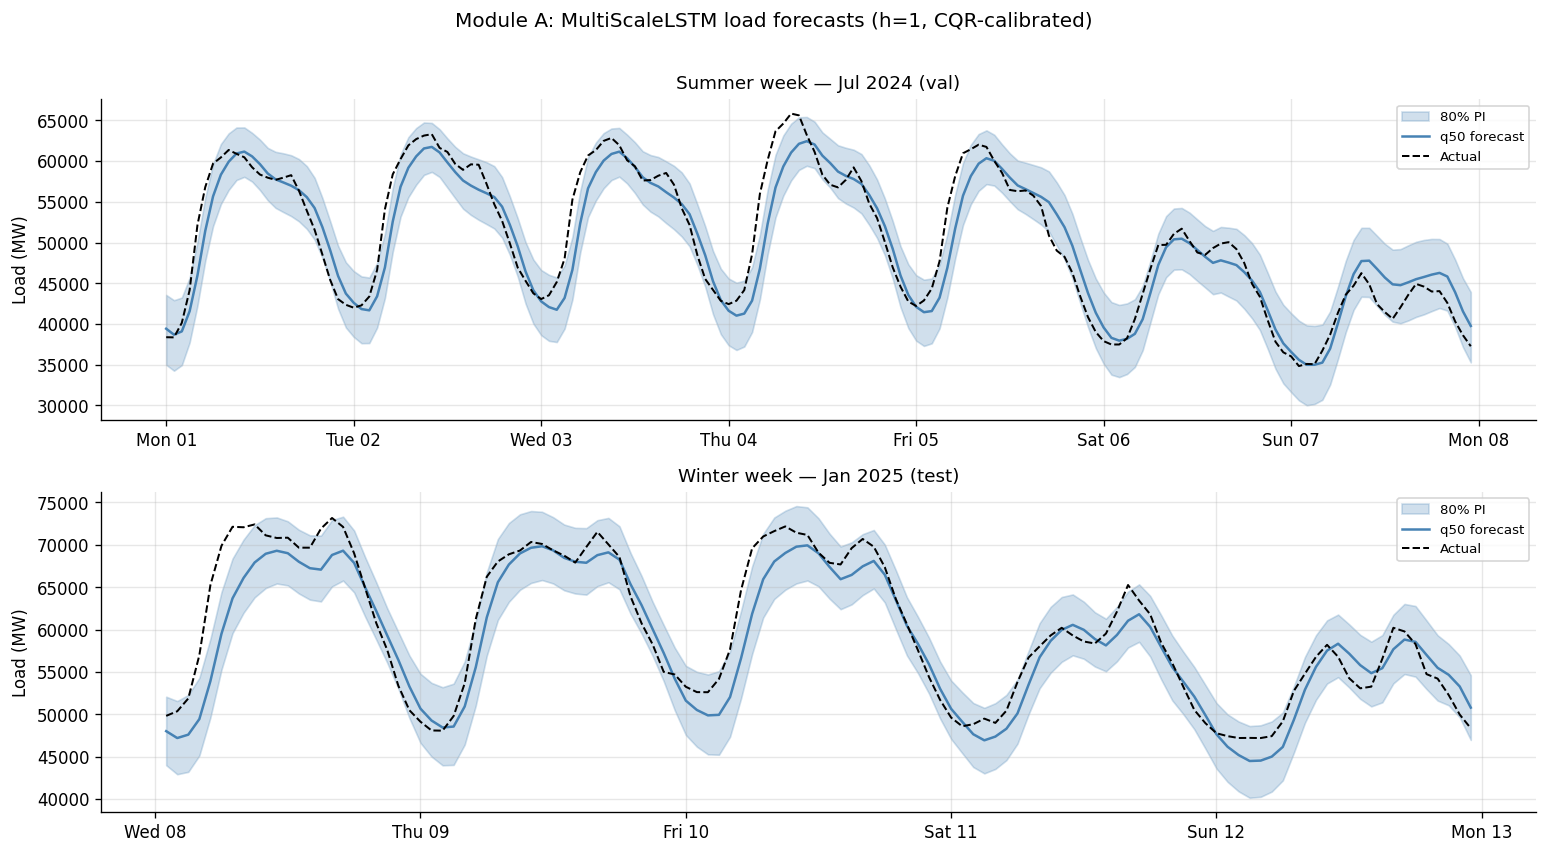 Module A: MultiScaleLSTM load forecasts (h=1, CQR-calibrated)
Summer week — Jul 2024 (val)
Load (MW)
65000
60000
55000
50000
45000
40000
35000
30000
80% PI
q50 forecast
Actual
Mon 01 Tue 02 Wed 03 Thu 04 Fri 05 Sat 06 Sun 07 Mon 08
Winter week — Jan 2025 (test)
Load (MW)
75000
70000
65000
60000
55000
50000
45000
40000
80% PI
q50 forecast
Actual
Wed 08 Thu 09 Fri 10 Sat 11 Sun 12 Mon 13